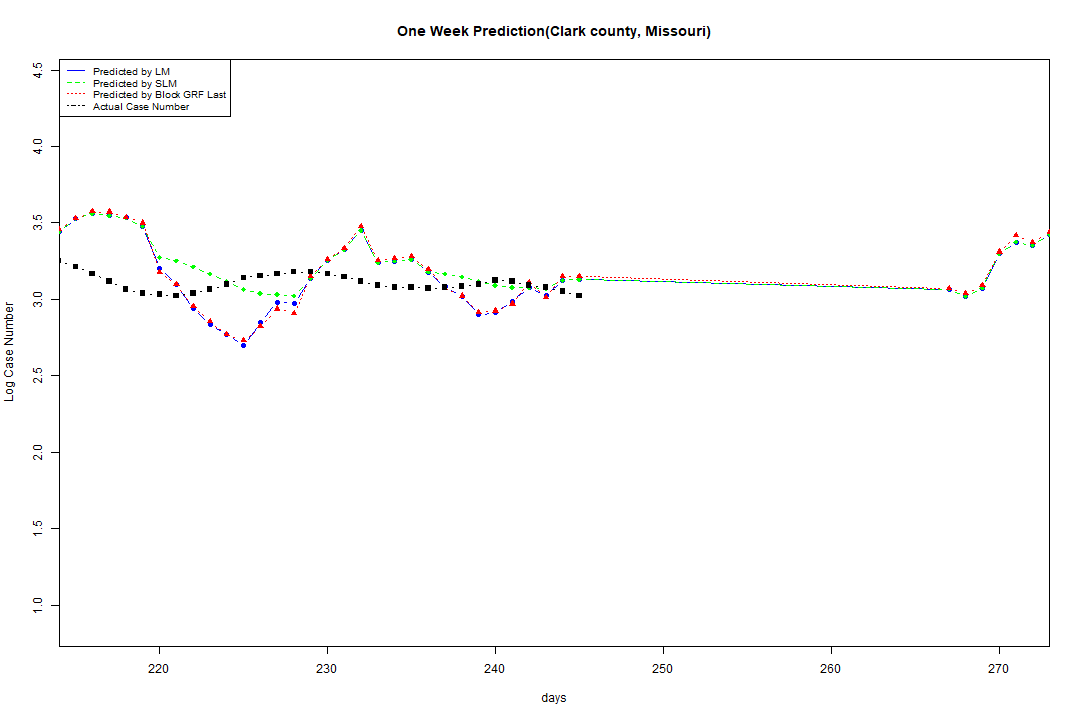 One Week Prediction(Clark county, Missouri)
Predicted by LM
Predicted by SLM
Predicted by Block GRF Last
Actual Case Number
4.5
4.0
3.5
3.0
2.5
2.0
1.5
1.0
Log Case Number
220 230 240 250 260 270
days